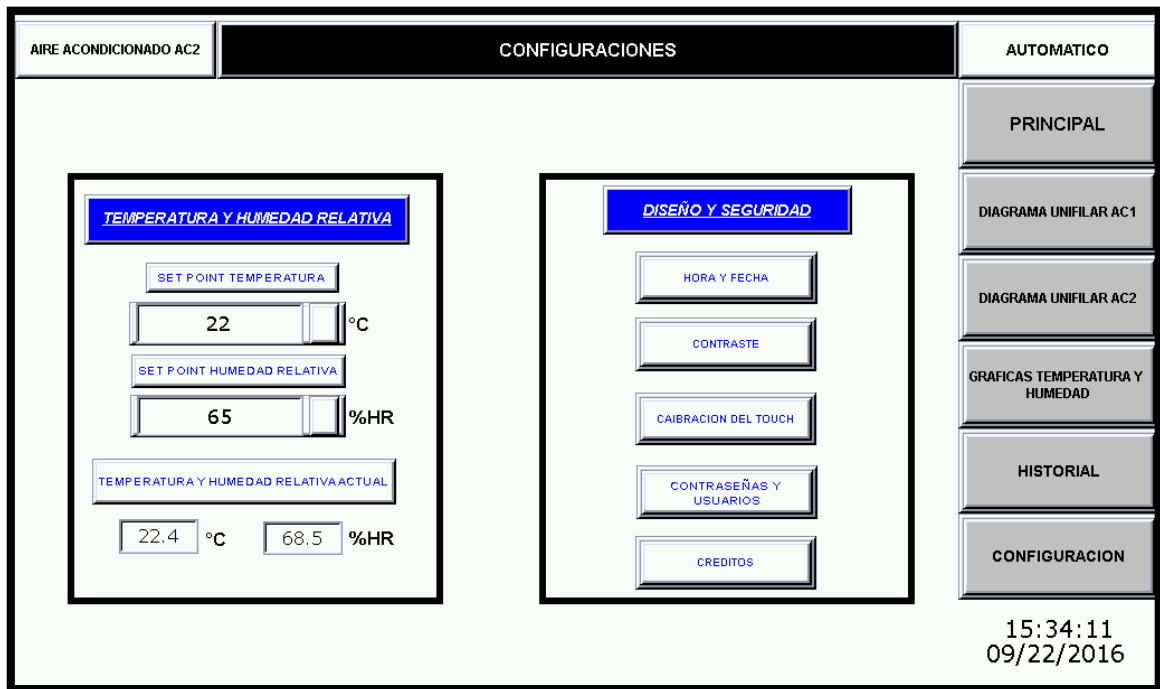 AIRE ACONDICIONADO AC2
CONFIGURACIONES
AUTOMATICO
TEMPERATURA Y HUMEDAD RELATIVA
SET POINT TEMPERATURA
22 °C
SET POINT HUMEDAD RELATIVA
65 %HR
TEMPERATURA Y HUMEDAD RELATIVA ACTUAL
22.4 °C 68.5 %HR
DISEÑO Y SEGURIDAD
HORA Y FECHA
CONTRASTE
CAIBRACION DEL TOUCH
CONTRASEÑAS Y
USUARIOS
CREDITOS
PRINCIPAL
DIAGRAMA UNIFILAR AC1
DIAGRAMA UNIFILAR AC2
GRAFICAS TEMPERATURA Y
HUMEDAD
HISTORIAL
CONFIGURACION
15:34:11
09/22/2016